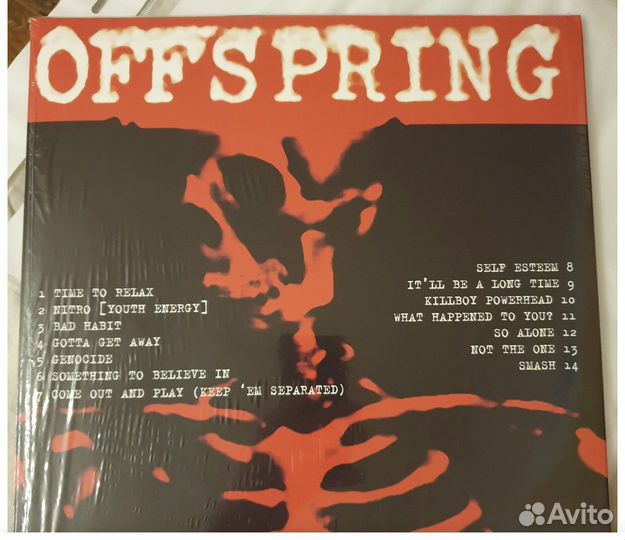 OFFSPRING
1 TIME TO RELAX
2 NITRO [YOUTH ENERGY]
3 BAD HABIT
4 GOTTA GET AWAY
5 GENOCIDE
6 SOMETHING TO BELIEVE IN
7 COME OUT AND PLAY (KEEP 'EM SEPARATED)
SELF ESTEEM 8
IT'LL BE A LONG TIME 9
KILLBOY POWERHEAD 10
WHAT HAPPENED TO YOU? 11
SO ALONE 12
NOT THE ONE 13
SMASH 14
Avito